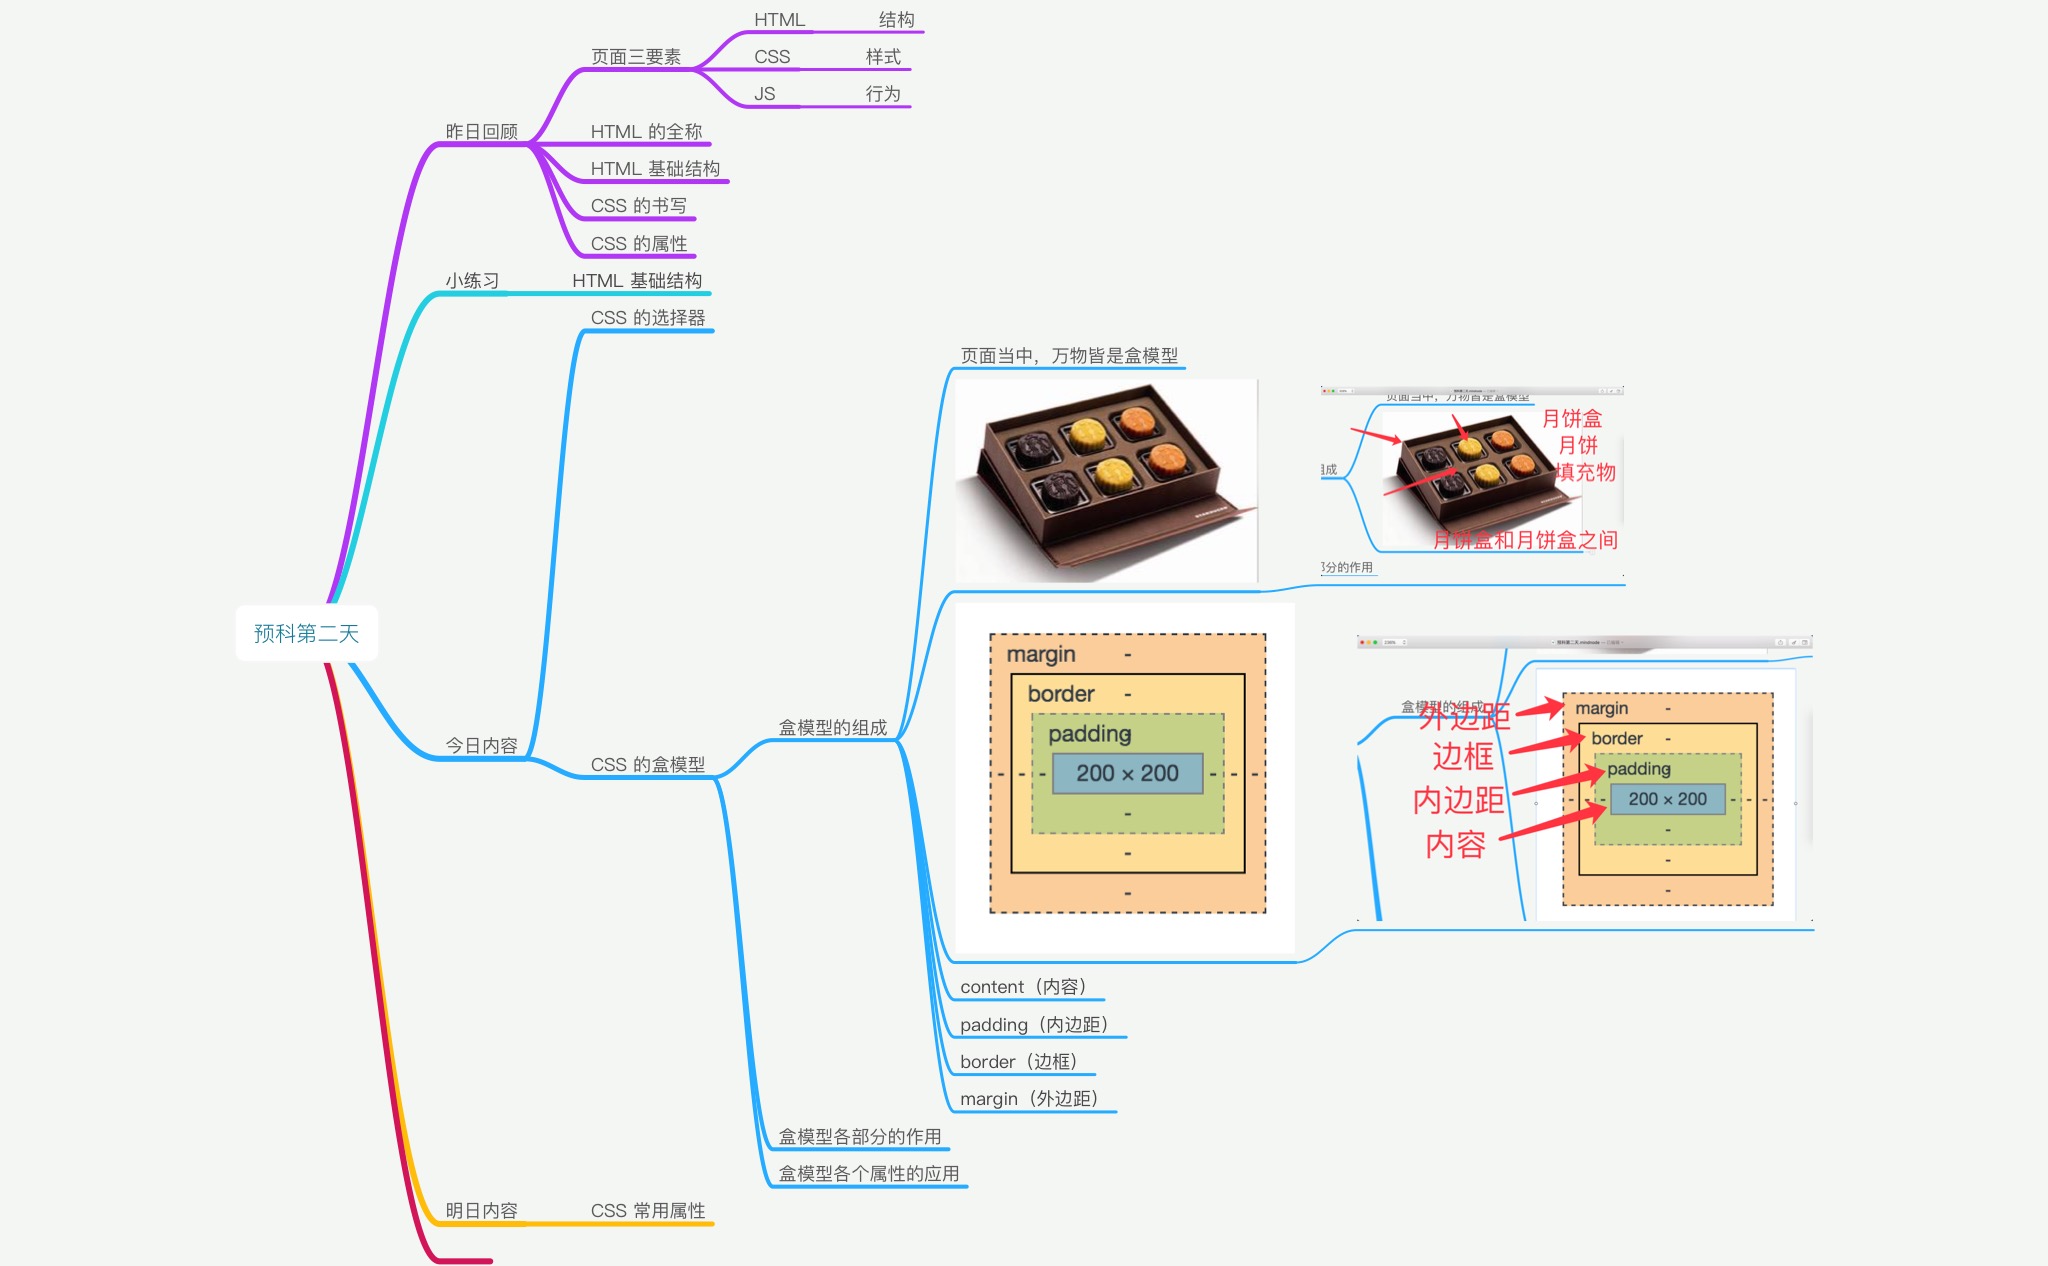 HTML 结构
页面三要素
CSS 样式
JS 行为
昨日回顾
HTML 的全称
HTML 基础结构
CSS 的书写
CSS 的属性
小练习
HTML 基础结构
CSS 的选择器
页面当中，万物皆是盒模型
页面当中，万物皆是盒模型
月饼盒
月饼
组成
填充物
月饼盒和月饼盒之间
部分的作用
预科第二天
今日内容
CSS 的盒模型
盒模型的组成
margin -
border -
padding -
- - - 200 × 200 - - -
-
-
-
盒模型的组成
外边距
边框
内边距
内容
margin -
border -
padding -
- - - 200 × 200 - - -
-
-
-
content（内容）
padding（内边距）
border（边框）
margin（外边距）
盒模型各部分的作用
盒模型各个属性的应用
明日内容
CSS 常用属性